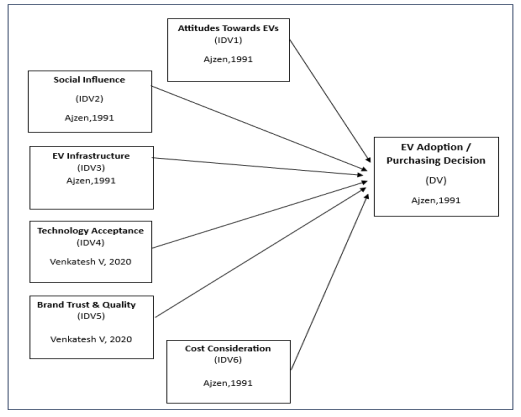 Attitudes Towards EVs
(IDV1)
Ajzen,1991
Social Influence
(IDV2)
Ajzen,1991
EV Infrastructure
(IDV3)
Ajzen,1991
Technology Acceptance
(IDV4)
Venkatesh V, 2020
Brand Trust & Quality
(IDV5)
Venkatesh V, 2020
Cost Consideration
(IDV6)
Ajzen,1991
EV Adoption /
Purchasing Decision
(DV)
Ajzen,1991